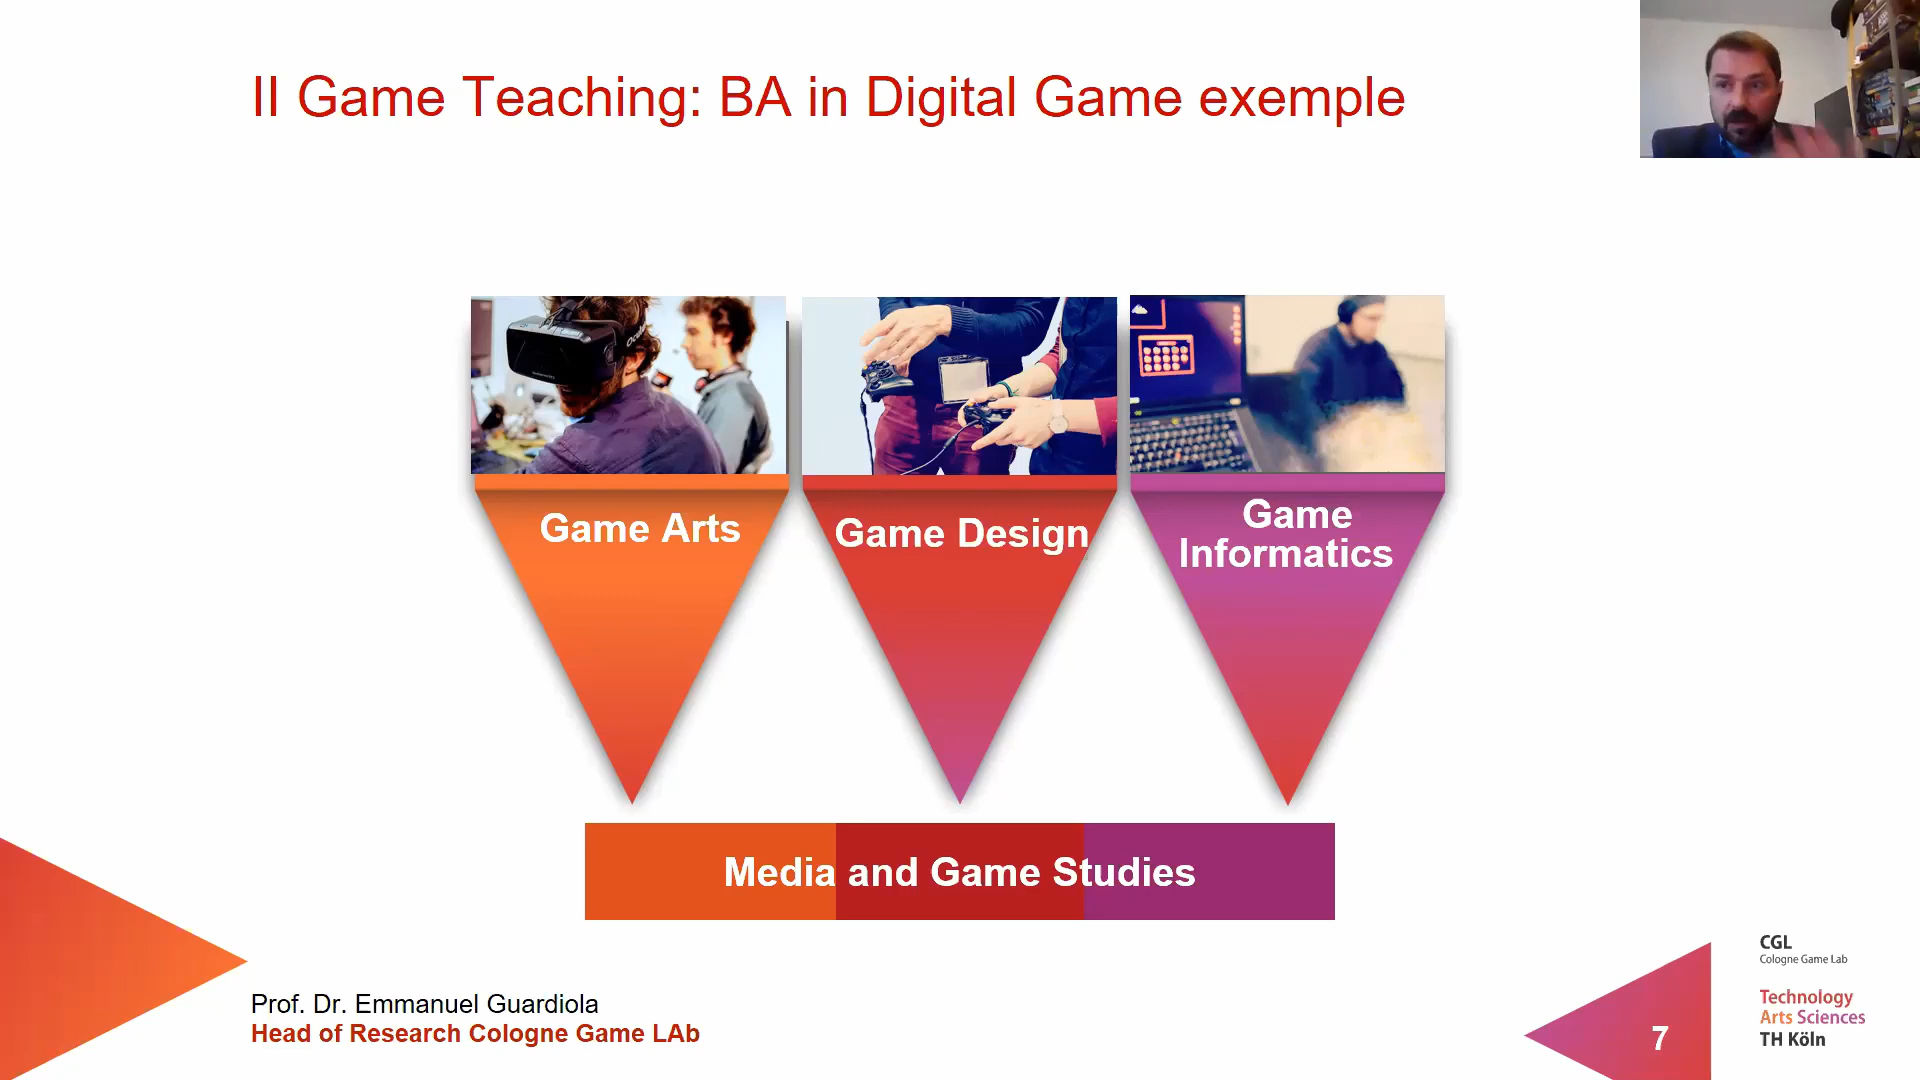 II Game Teaching: BA in Digital Game exemple
Game Arts
Game Design
Game
Informatics
Media and Game Studies
Prof. Dr. Emmanuel Guardiola
Head of Research Cologne Game LAb
7
CGL
Cologne Game Lab
Technology
Arts Sciences
TH Köln